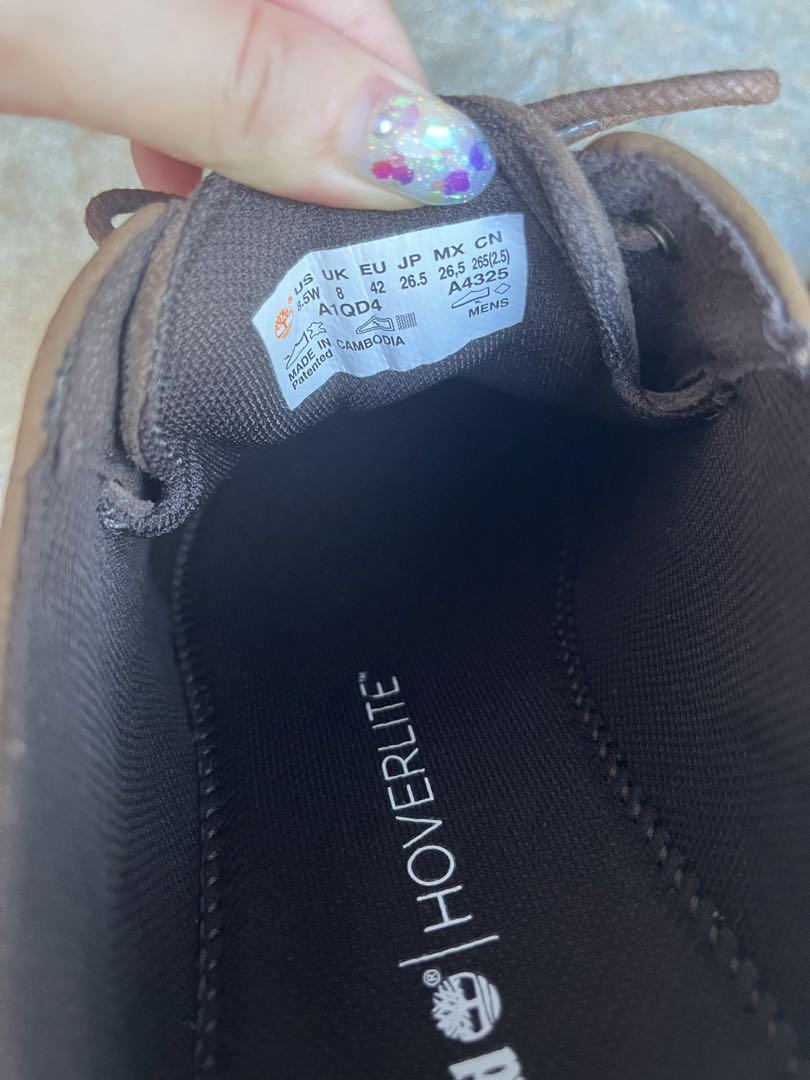 US UK EU JP MX CN
8.5W 8 42 26.5 26,5 265(2.5)
A1QD4 A4325
MENS
MADE IN CAMBODIA
Patented
HOVERLITE™
®